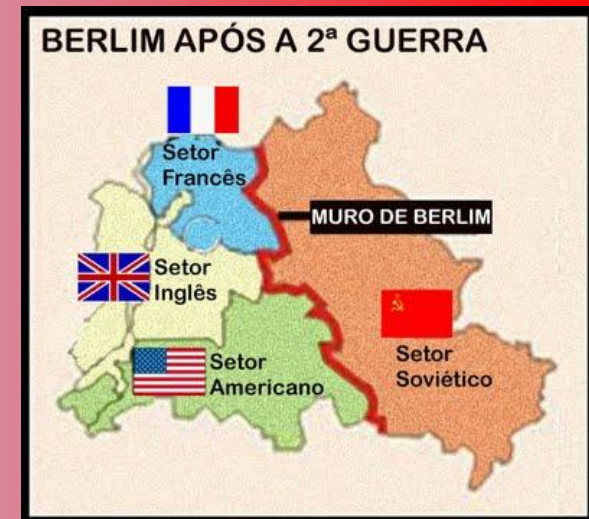 BERLIM APÓS A 2ª GUERRA
Setor
Francês
MURO DE BERLIM
Setor
Inglês
Setor
Americano
Setor
Soviético